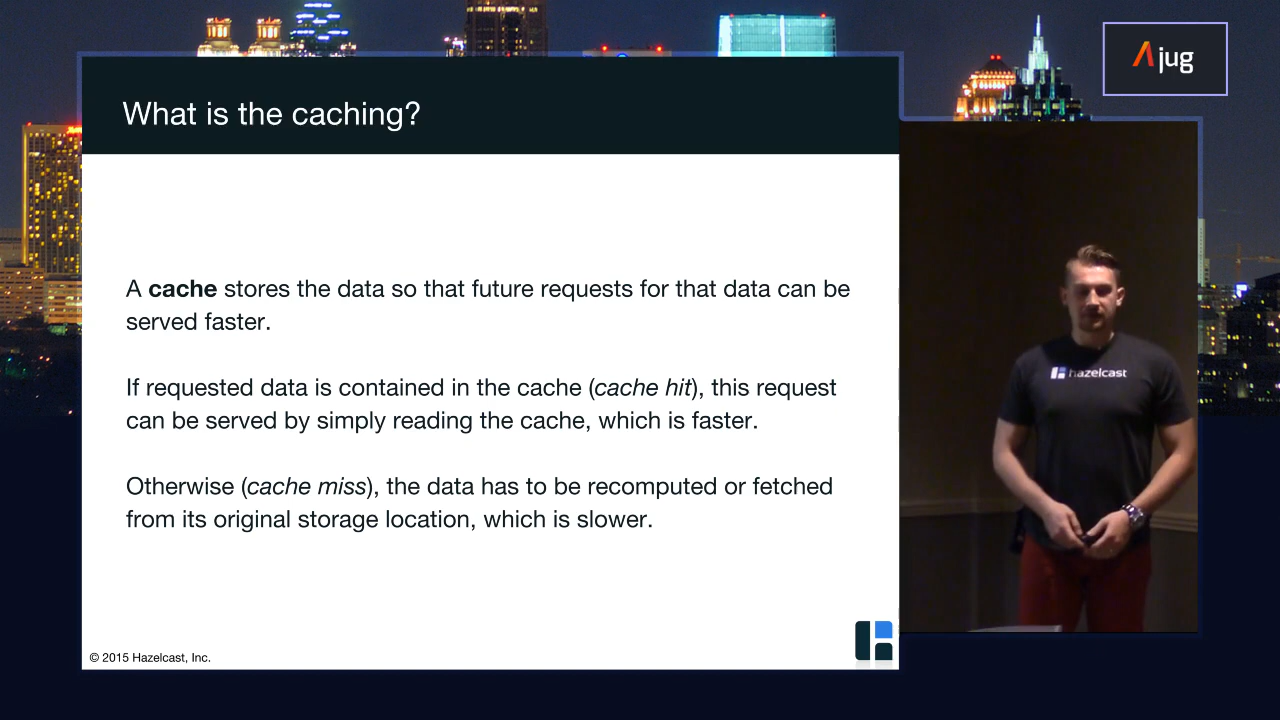 What is the caching?
A cache stores the data so that future requests for that data can be
served faster.
If requested data is contained in the cache (cache hit), this request
can be served by simply reading the cache, which is faster.
Otherwise (cache miss), the data has to be recomputed or fetched
from its original storage location, which is slower.
© 2015 Hazelcast, Inc.
jug
hazelcast